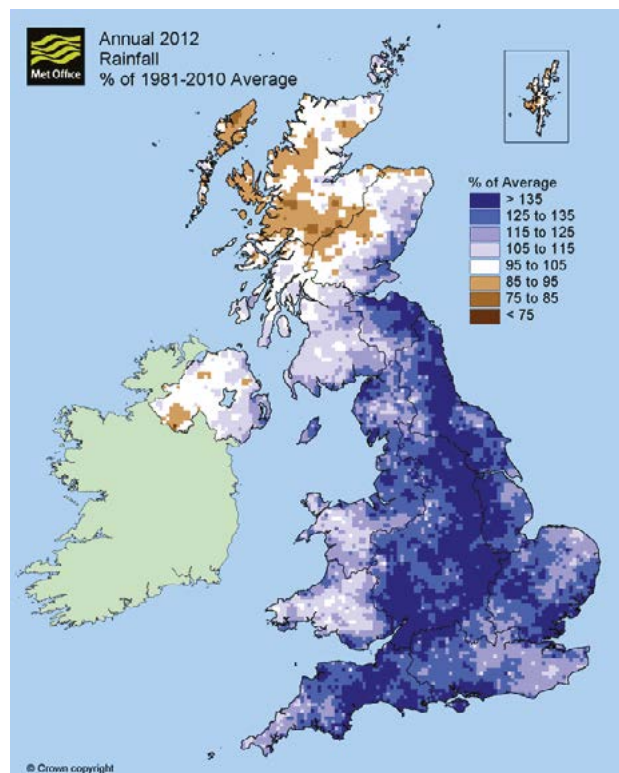 Met Office
Annual 2012
Rainfall
% of 1981-2010 Average
% of Average
> 135
125 to 135
115 to 125
105 to 115
95 to 105
85 to 95
75 to 85
< 75
© Crown copyright